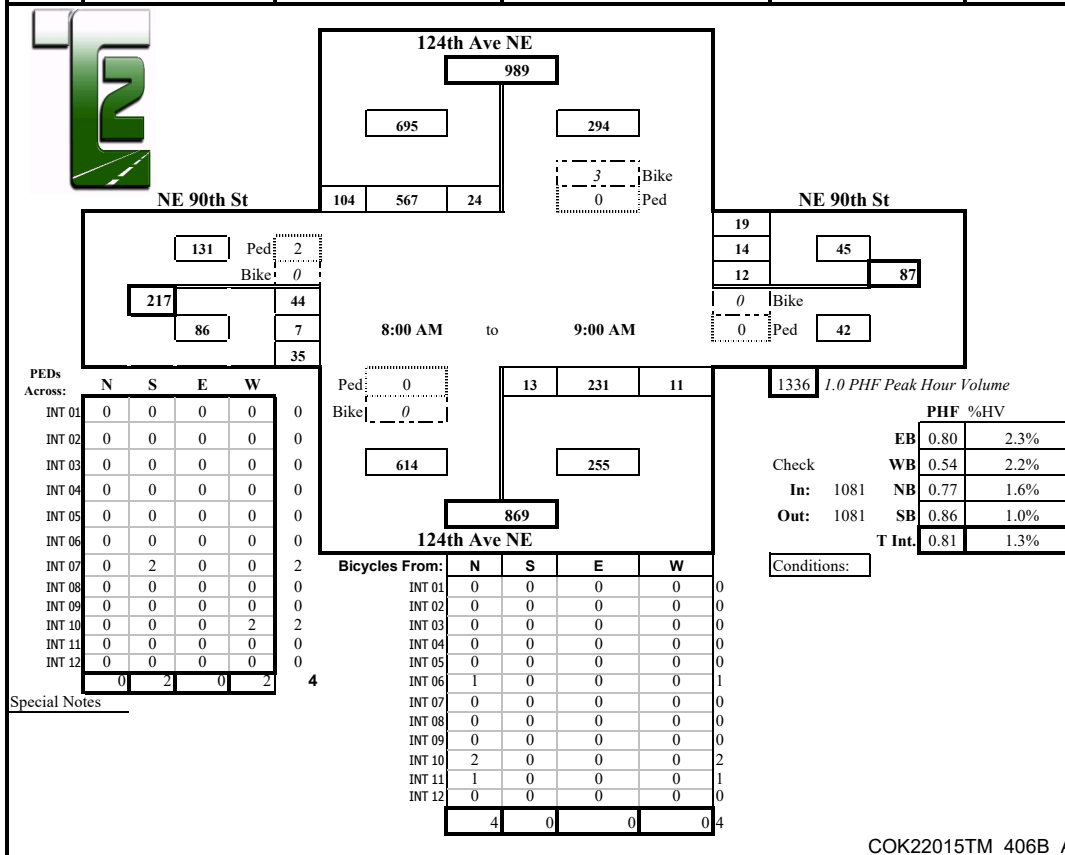 T2
124th Ave NE
989
695 294
3 Bike
0 Ped
NE 90th St
104 567 24
NE 90th St
19
131 Ped 2
14 45
Bike 0
12 87
217 44
0 Bike
86 7
8:00 AM to 9:00 AM
0 Ped 42
35
PEDs
Across: N S E W
Ped 0
13 231 11
1336 1.0 PHF Peak Hour Volume
INT 01 0 0 0 0 0
Bike 0
PHF %HV
INT 02 0 0 0 0 0
EB 0.80 2.3%
INT 03 0 0 0 0 0
614 255
Check WB 0.54 2.2%
INT 04 0 0 0 0 0
In: 1081 NB 0.77 1.6%
INT 05 0 0 0 0 0
869
Out: 1081 SB 0.86 1.0%
INT 06 0 0 0 0 0
124th Ave NE
T Int. 0.81 1.3%
INT 07 0 2 0 0 2
Bicycles From: N S E W
Conditions:
INT 08 0 0 0 0 0
INT 09 0 0 0 0 0
INT 10 0 0 0 2 2
INT 11 0 0 0 0 0
INT 12 0 0 0 0 0
0 2 0 2 4
Special Notes
INT 01 0 0 0 0 0
INT 02 0 0 0 0 0
INT 03 0 0 0 0 0
INT 04 0 0 0 0 0
INT 05 0 0 0 0 0
INT 06 1 0 0 0 1
INT 07 0 0 0 0 0
INT 08 0 0 0 0 0
INT 09 0 0 0 0 0
INT 10 2 0 0 0 2
INT 11 1 0 0 0 1
INT 12 0 0 0 0 0
4 0 0 0 4